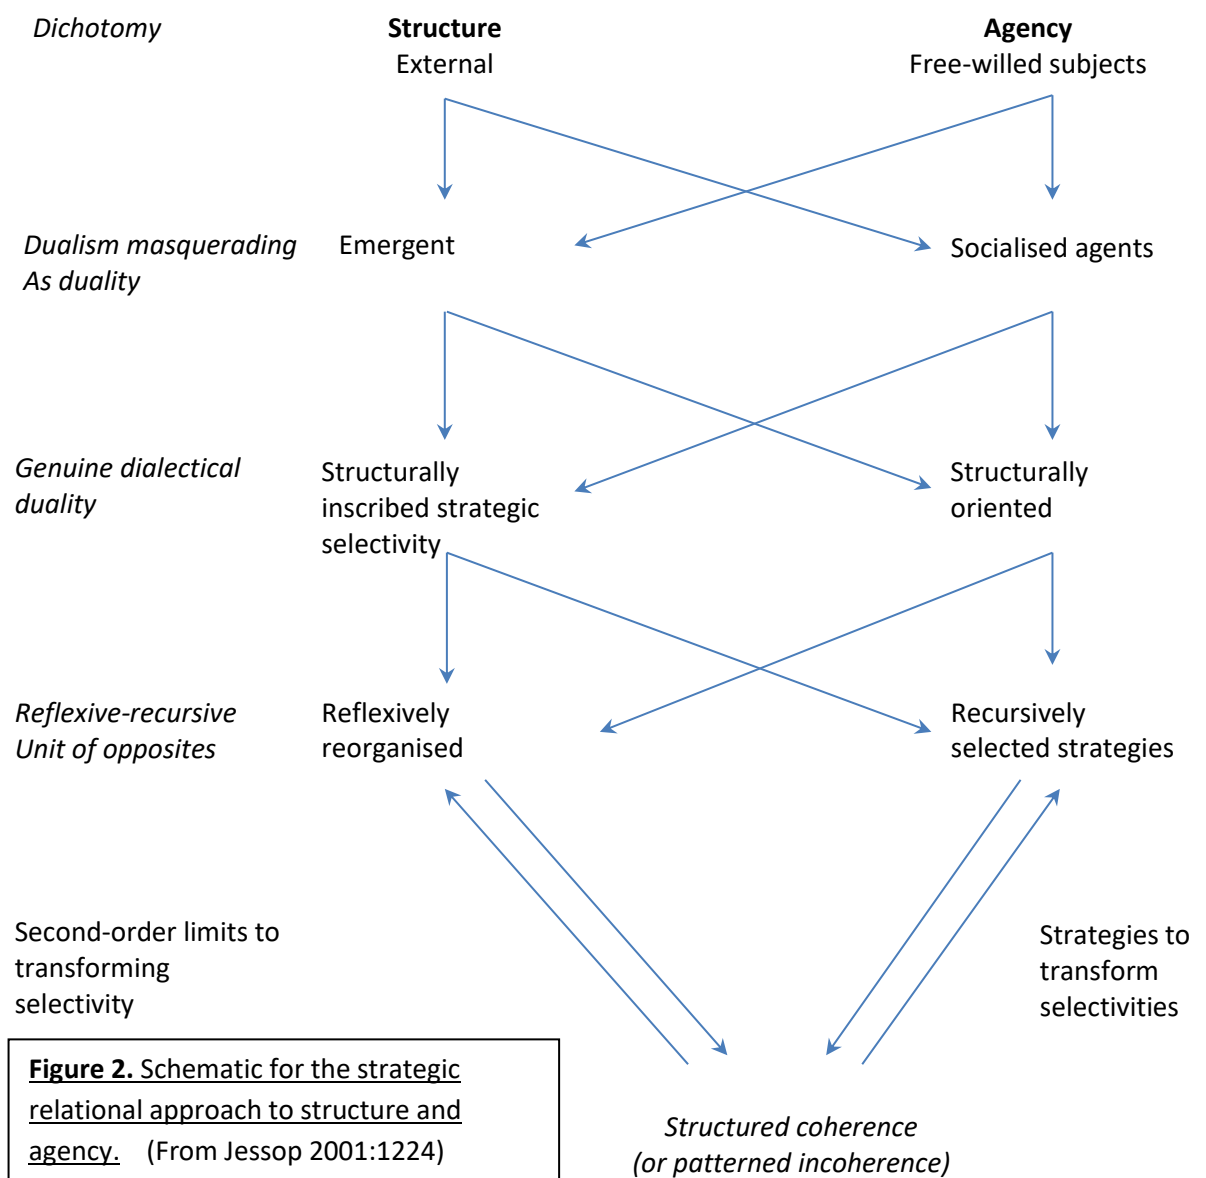 Dichotomy
Structure
External
Agency
Free-willed subjects
Dualism masquerading
As duality
Emergent
Socialised agents
Genuine dialectical
duality
Structurally
inscribed strategic
selectivity
Structurally
oriented
Reflexive-recursive
Unit of opposites
Reflexively
reorganised
Recursively
selected strategies
Second-order limits to
transforming
selectivity
Strategies to
transform
selectivities
Figure 2. Schematic for the strategic
relational approach to structure and
agency. (From Jessop 2001:1224)
Structured coherence
(or patterned incoherence)